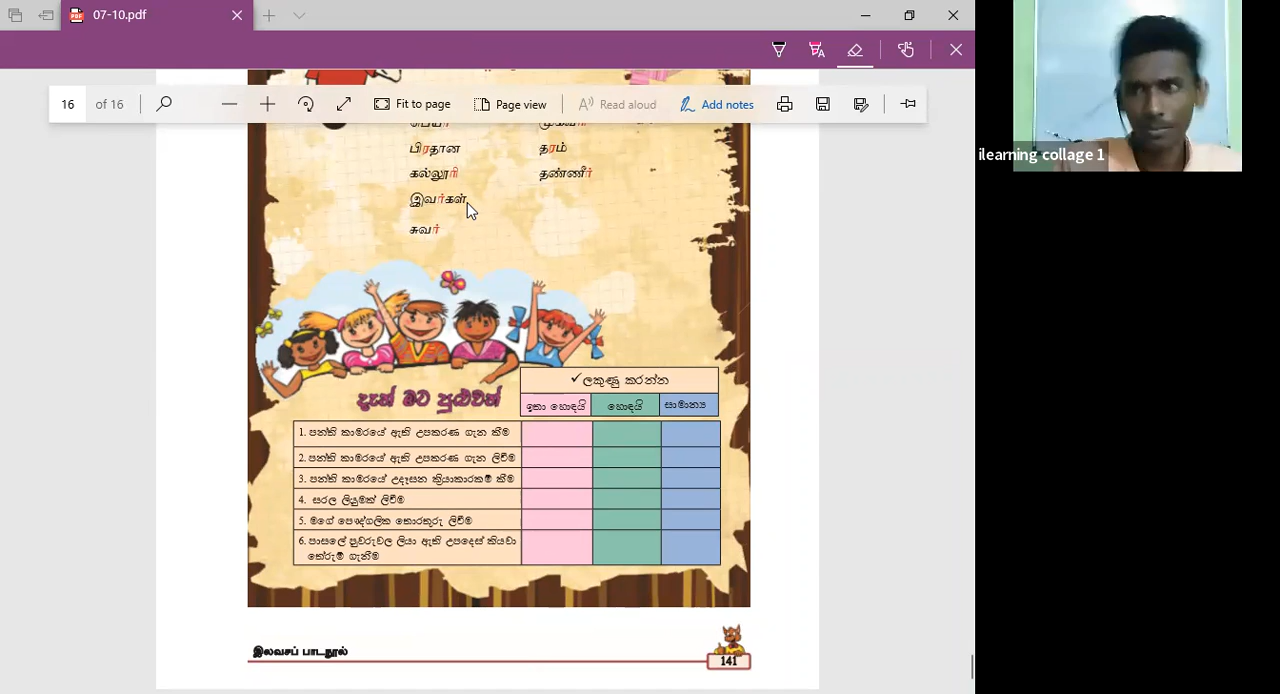 07-10.pdf
16 of 16
Fit to page
Page view
Read aloud
Add notes
ilearning collage 1
பிரதான தரம்
கல்லூரி தண்ணீர்
இவர்கள்
சுவர்
✓ලකුණු කරන්න
දැන් ඔබට පුළුවන්
ඉතා හොඳයි හොඳයි සාමාන්‍ය
1. පන්ති කාමරයේ ඇති උපකරණ ගැන කීම
2. පන්ති කාමරයේ ඇති උපකරණ ගැන ලිවීම
3. පන්ති කාමරයේ උදෑසන ක්‍රියාකාරකම් කීම
4. සරල ලියුමක් ලිවීම
5. මගේ පෞද්ගලික තොරතුරු ලිවීම
6. පාසලේ පුවරුවල ලියා ඇති උපදෙස් කියවා
තේරුම් ගැනීම
இலவசப் பாடநூல்
141